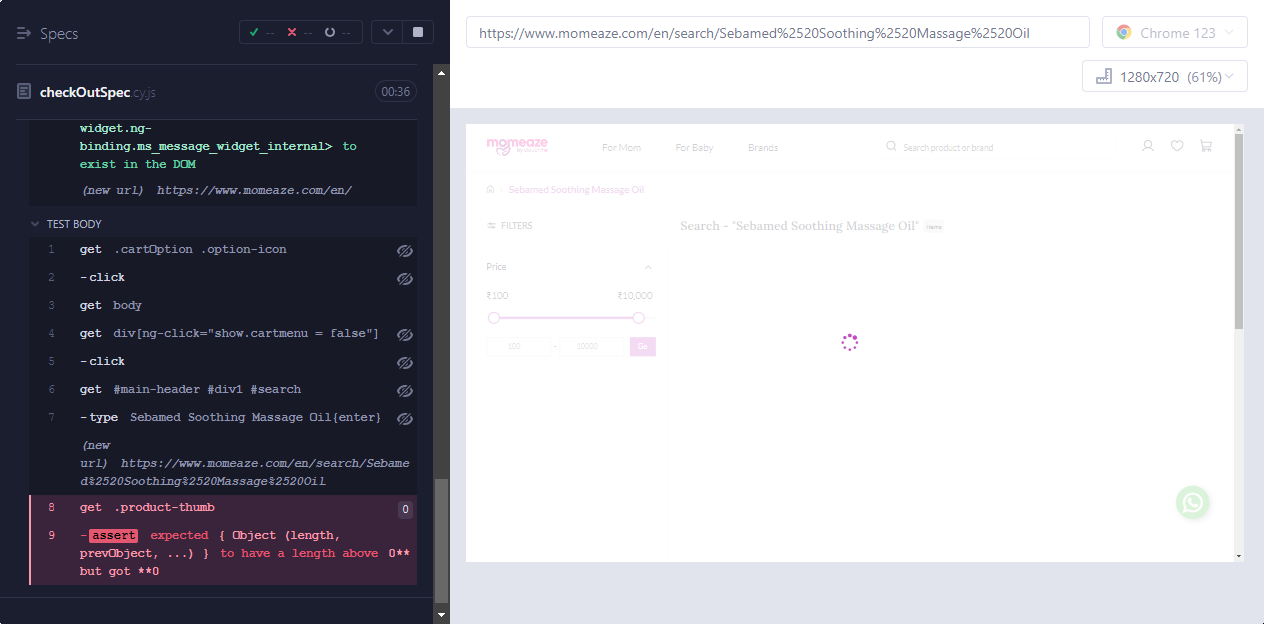 Specs
-- -- --
checkOutSpec.cy.js
00:36
widget.ng-
binding.ms_message_widget_internal> to
exist in the DOM
(new url) https://www.momeaze.com/en/
TEST BODY
1 get .cartOption .option-icon
2 -click
3 get body
4 get div[ng-click="show.cartmenu = false"]
5 -click
6 get #main-header #div1 #search
7 -type Sebamed Soothing Massage Oil{enter}
(new
url) https://www.momeaze.com/en/search/Sebame
d%2520Soothing%2520Massage%2520Oil
8 get .product-thumb 0
9 -assert expected { Object (length,
prevObject, ...) } to have a length above 0**
but got **0
https://www.momeaze.com/en/search/Sebamed%2520Soothing%2520Massage%2520Oil
Chrome 123
1280x720 (61%)
momeaze
For Mom
For Baby
Brands
Search product or brand
Sebamed Soothing Massage Oil
FILTERS
Search - "Sebamed Soothing Massage Oil"
Price
₹100
₹10,000
100 - 10000 Go